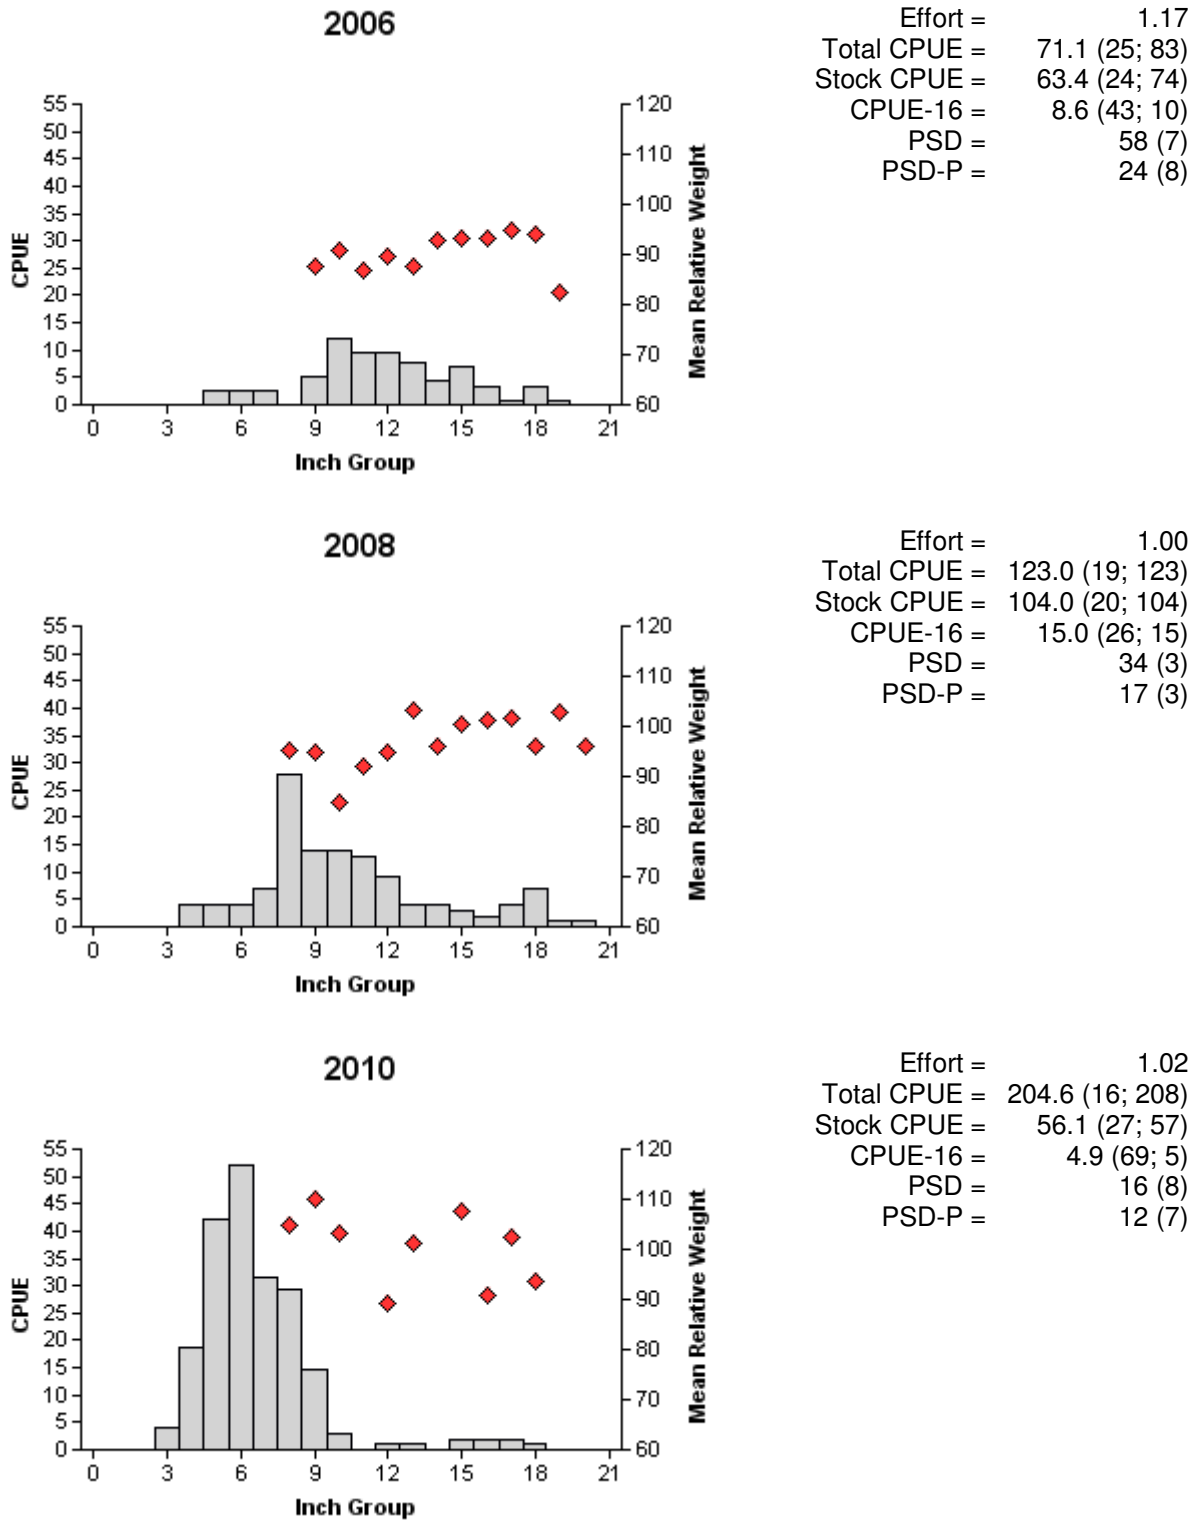 2006
Effort = 1.17
Total CPUE = 71.1 (25; 83)
Stock CPUE = 63.4 (24; 74)
CPUE-16 = 8.6 (43; 10)
PSD = 58 (7)
PSD-P = 24 (8)
55
50
45
40
35
30
25
20
15
10
5
0
CPUE
120
110
100
90
80
70
60
Mean Relative Weight
0 3 6 9 12 15 18 21
Inch Group
2008
Effort = 1.00
Total CPUE = 123.0 (19; 123)
Stock CPUE = 104.0 (20; 104)
CPUE-16 = 15.0 (26; 15)
PSD = 34 (3)
PSD-P = 17 (3)
55
50
45
40
35
30
25
20
15
10
5
0
CPUE
120
110
100
90
80
70
60
Mean Relative Weight
0 3 6 9 12 15 18 21
Inch Group
2010
Effort = 1.02
Total CPUE = 204.6 (16; 208)
Stock CPUE = 56.1 (27; 57)
CPUE-16 = 4.9 (69; 5)
PSD = 16 (8)
PSD-P = 12 (7)
55
50
45
40
35
30
25
20
15
10
5
0
CPUE
120
110
100
90
80
70
60
Mean Relative Weight
0 3 6 9 12 15 18 21
Inch Group